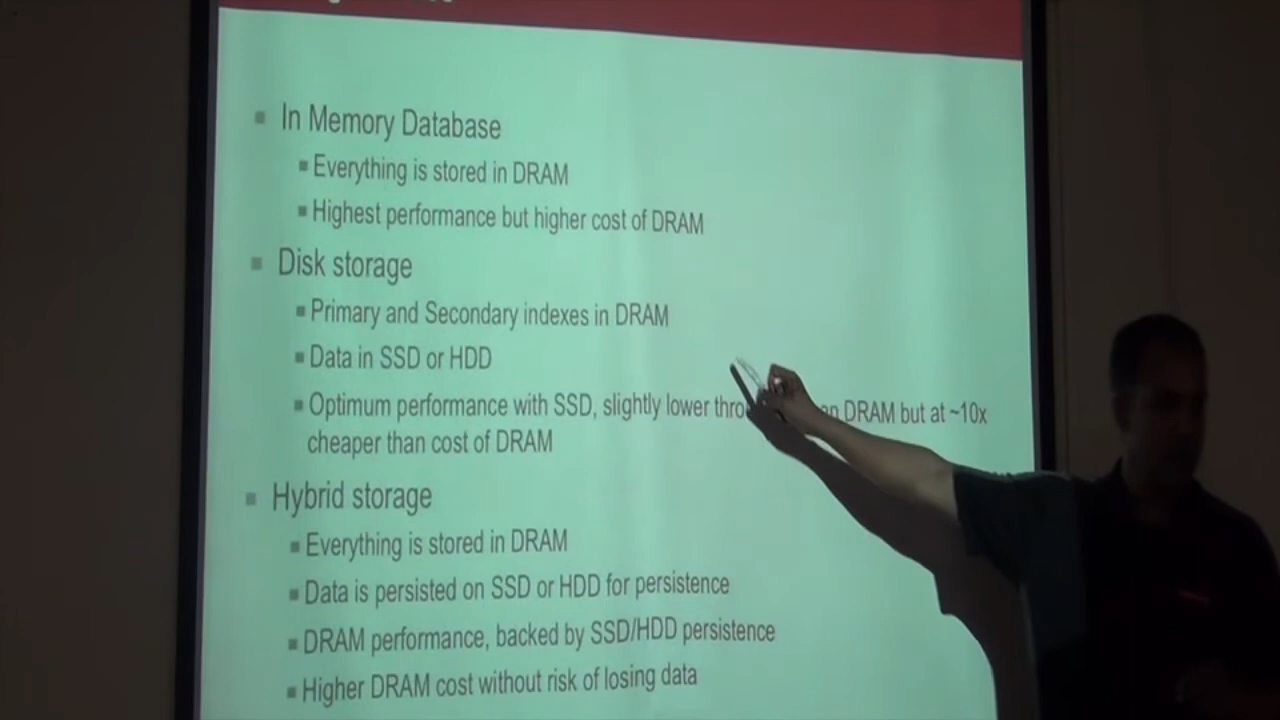 In Memory Database
Everything is stored in DRAM
Highest performance but higher cost of DRAM
Disk storage
Primary and Secondary indexes in DRAM
Data in SSD or HDD
Optimum performance with SSD, slightly lower DRAM but at ~10x
cheaper than cost of DRAM
Hybrid storage
Everything is stored in DRAM
Data is persisted on SSD or HDD for persistence
DRAM performance, backed by SSD/HDD persistence
Higher DRAM cost without risk of losing data